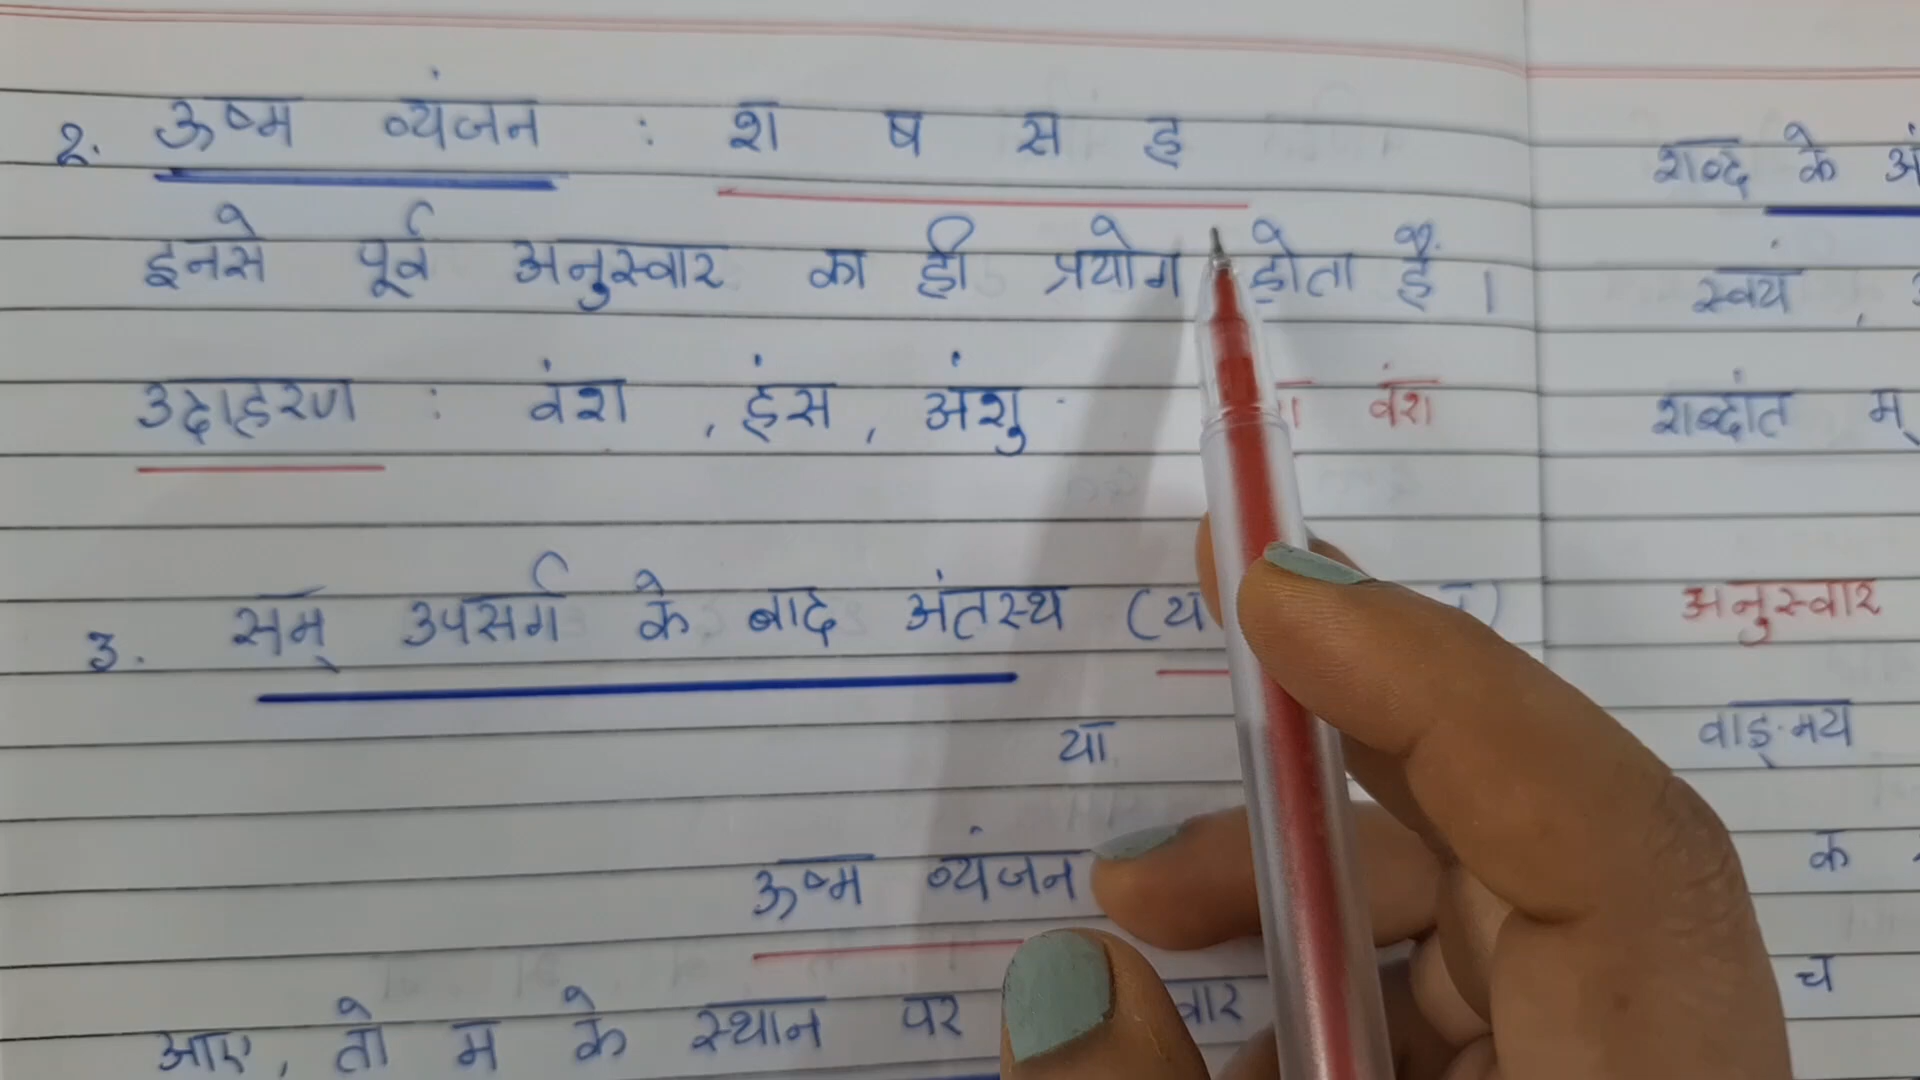 2. ऊष्म व्यंजन : श ष स ह
इनसे पूर्व अनुस्वार का ही प्रयोग होता है ।
उदाहरण : वंश , हंस , अंशु वंश
3. सम् उपसर्ग के बाद अंतस्थ (य
या
ऊष्म व्यंजन
आए, तो म के स्थान पर
शब्द के
स्वयं ,
शब्दांत म्
अनुस्वार
वाङ्मय
क
च